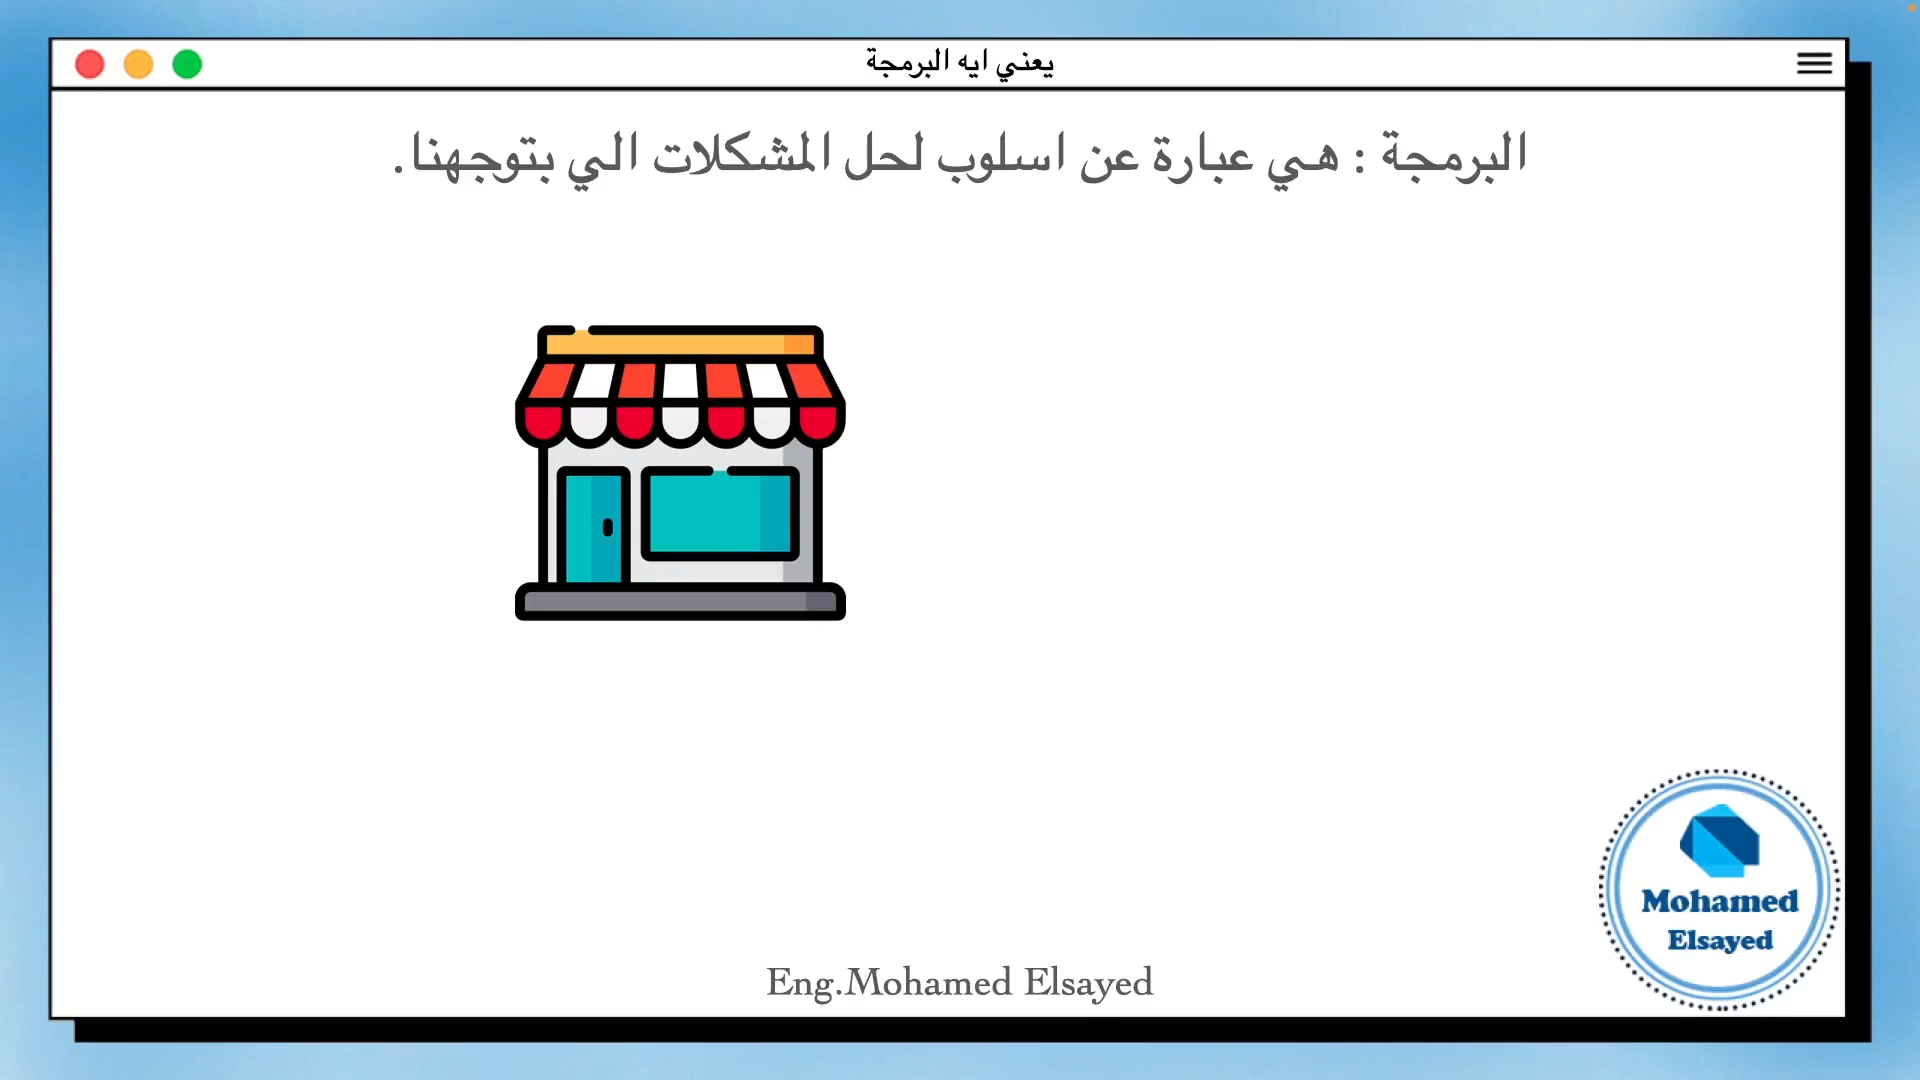 يعني ايه البرمجة
البرمجة : هي عبارة عن اسلوب لحل المشكلات الي بتوجهنا.
Mohamed
Elsayed
Eng.Mohamed Elsayed